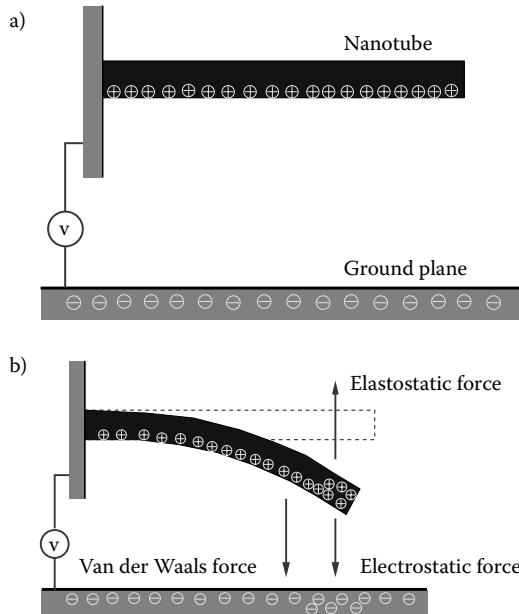 a)
Nanotube
v
Ground plane
b)
Elastostatic force
v
Van der Waals force
Electrostatic force